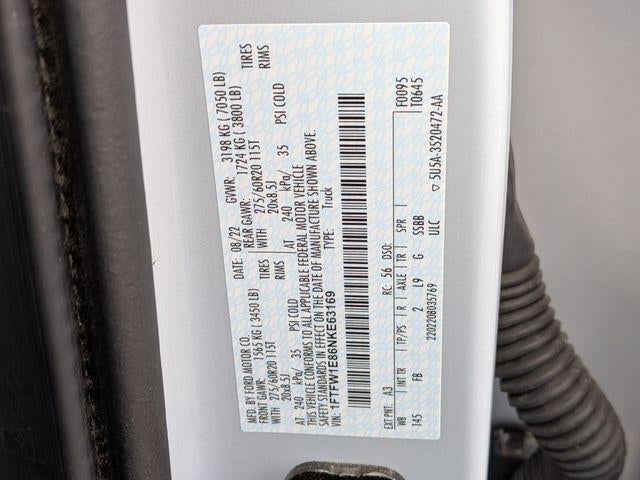 MFD. BY FORD MOTOR CO.
DATE: 08/22 GVWR: 3198 KG ( 7050 LB)
FRONT GAWR: 1565 KG ( 3450 LB) REAR GAWR: 1724 KG ( 3800 LB)
275/60R20 115T TIRES WITH 275/60R20 115T TIRES
20x8.5J RIMS 20x8.5J RIMS
AT 240 kPa/ 35 PSI COLD AT 240 kPa/ 35 PSI COLD
THIS VEHICLE CONFORMS TO ALL APPLICABLE FEDERAL MOTOR VEHICLE
SAFETY STANDARDS IN EFFECT ON THE DATE OF MANUFACTURE SHOWN ABOVE.
VIN: 1FTFW1E86NKE63169
Truck
F0095
T0645
EXT PNT: A3 RC: 56 DSO:
WB INT TR TP/PS R AXLE TR SPR
145 FB 2 L9 G SSBB
2202208035769 ULC
▽ 5U5A-3520472-AA